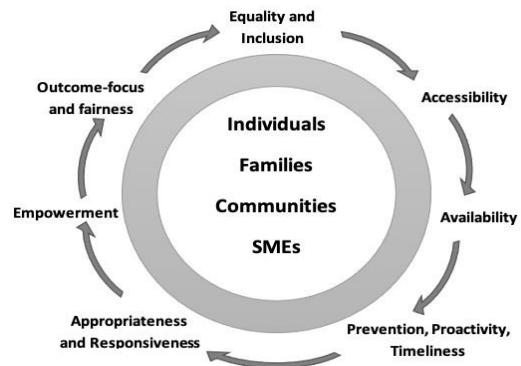 Equality and
Inclusion
Accessibility
Availability
Prevention, Proactivity,
Timeliness
Appropriateness
and Responsiveness
Empowerment
Outcome-focus
and fairness
Individuals
Families
Communities
SMEs